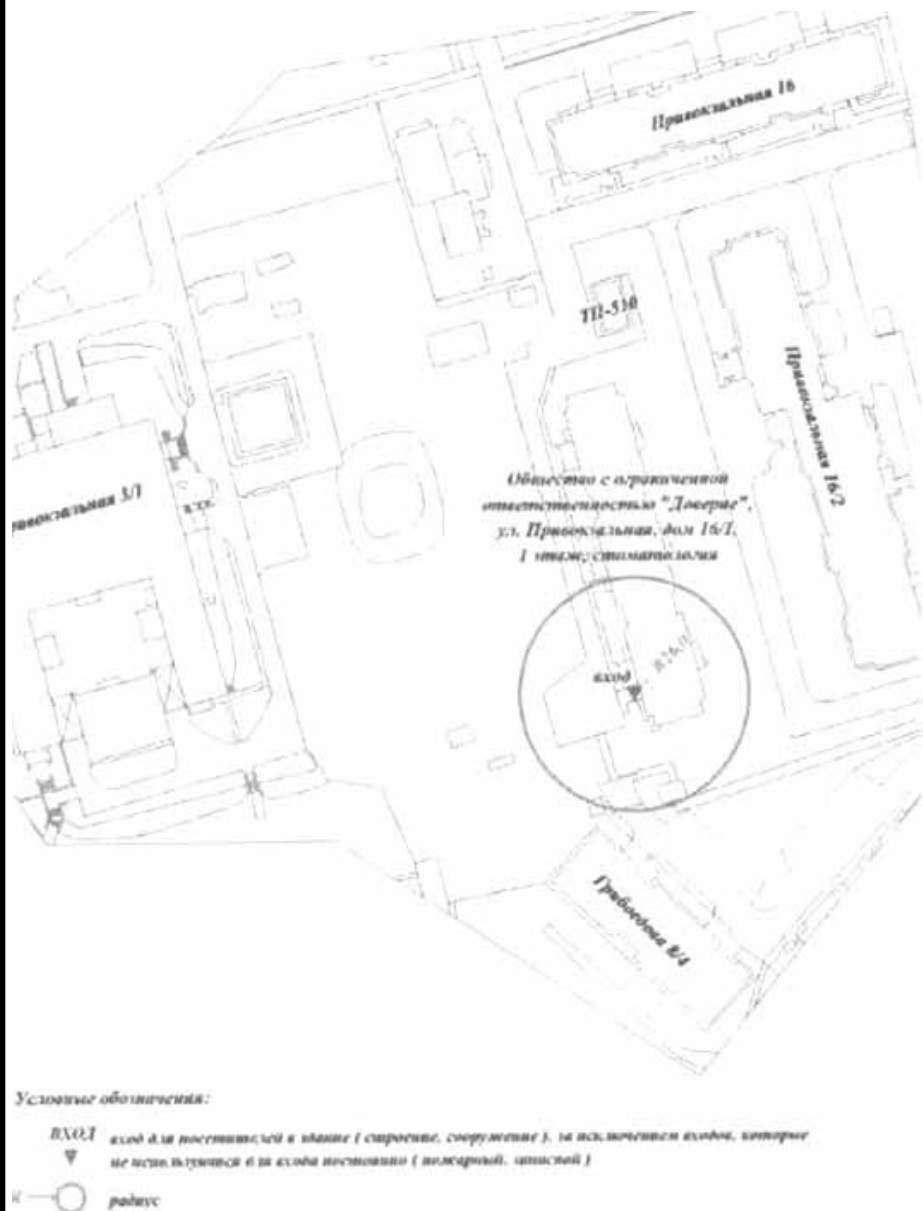 Привокзальная 16
ТП-510
Привокзальная 16/2
Общество с ограниченной
ответственностью "Доверие",
ул. Привокзальная, дом 16/1,
1 этаж, стоматология
Привокзальная 3/1
вход
Грибоедова 8/4
Условные обозначения:
ВХОД вход для посетителей в здание ( строение, сооружение ), за исключением входов, которые
не используются для входа постоянно ( пожарный, запасной )
радиус